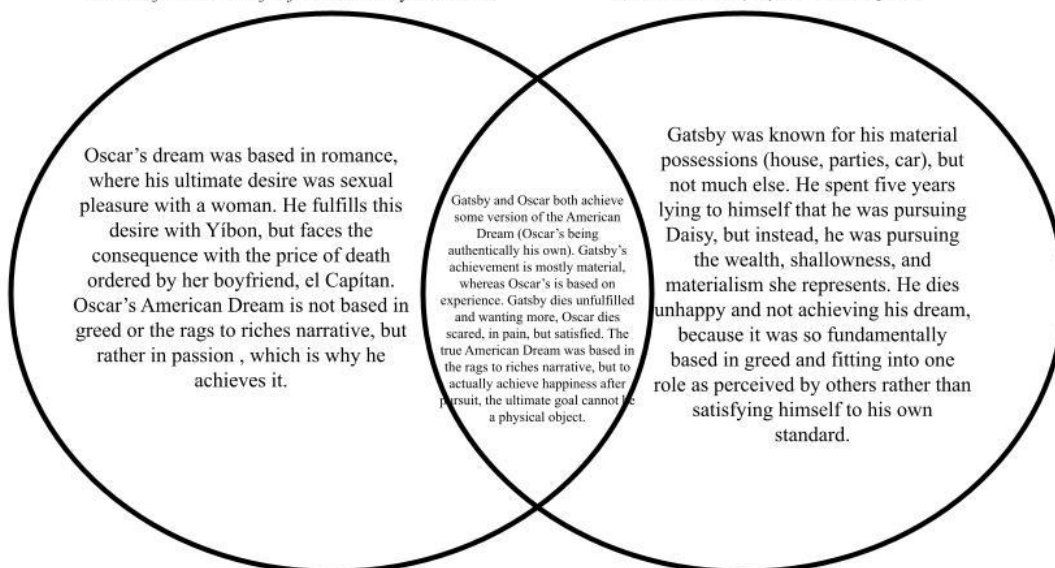 Oscar's dream was based in romance,
where his ultimate desire was sexual
pleasure with a woman. He fulfills this
desire with Yíbon, but faces the
consequence with the price of death
ordered by her boyfriend, el Capítan.
Oscar's American Dream is not based in
greed or the rags to riches narrative, but
rather in passion , which is why he
achieves it.
Gatsby and Oscar both achieve
some version of the American
Dream (Oscar's being
authentically his own). Gatsby's
achievement is mostly material,
whereas Oscar's is based on
experience. Gatsby dies unfulfilled
and wanting more, Oscar dies
scared, in pain, but satisfied. The
true American Dream was based in
the rags to riches narrative, but to
actually achieve happiness after
pursuit, the ultimate goal cannot be
a physical object.
Gatsby was known for his material
possessions (house, parties, car), but
not much else. He spent five years
lying to himself that he was pursuing
Daisy, but instead, he was pursuing
the wealth, shallowness, and
materialism she represents. He dies
unhappy and not achieving his dream,
because it was so fundamentally
based in greed and fitting into one
role as perceived by others rather than
satisfying himself to his own
standard.